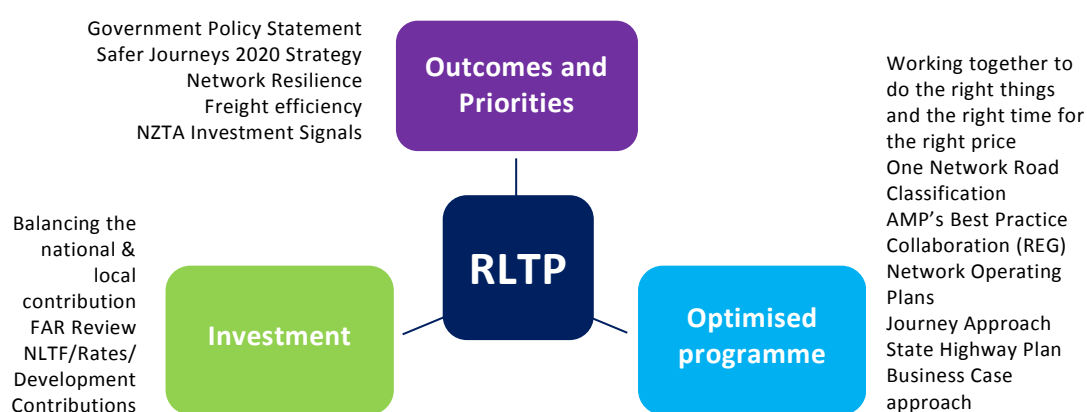 Government Policy Statement
Safer Journeys 2020 Strategy
Network Resilience
Freight efficiency
NZTA Investment Signals
Outcomes and
Priorities
Working together to
do the right things
and the right time for
the right price
One Network Road
Classification
AMP's Best Practice
Collaboration (REG)
Network Operating
Plans
Journey Approach
State Highway Plan
Business Case
approach
RLTP
Balancing the
national &
local
contribution
FAR Review
NLTF/Rates/
Development
Contributions
Investment
Optimised
programme